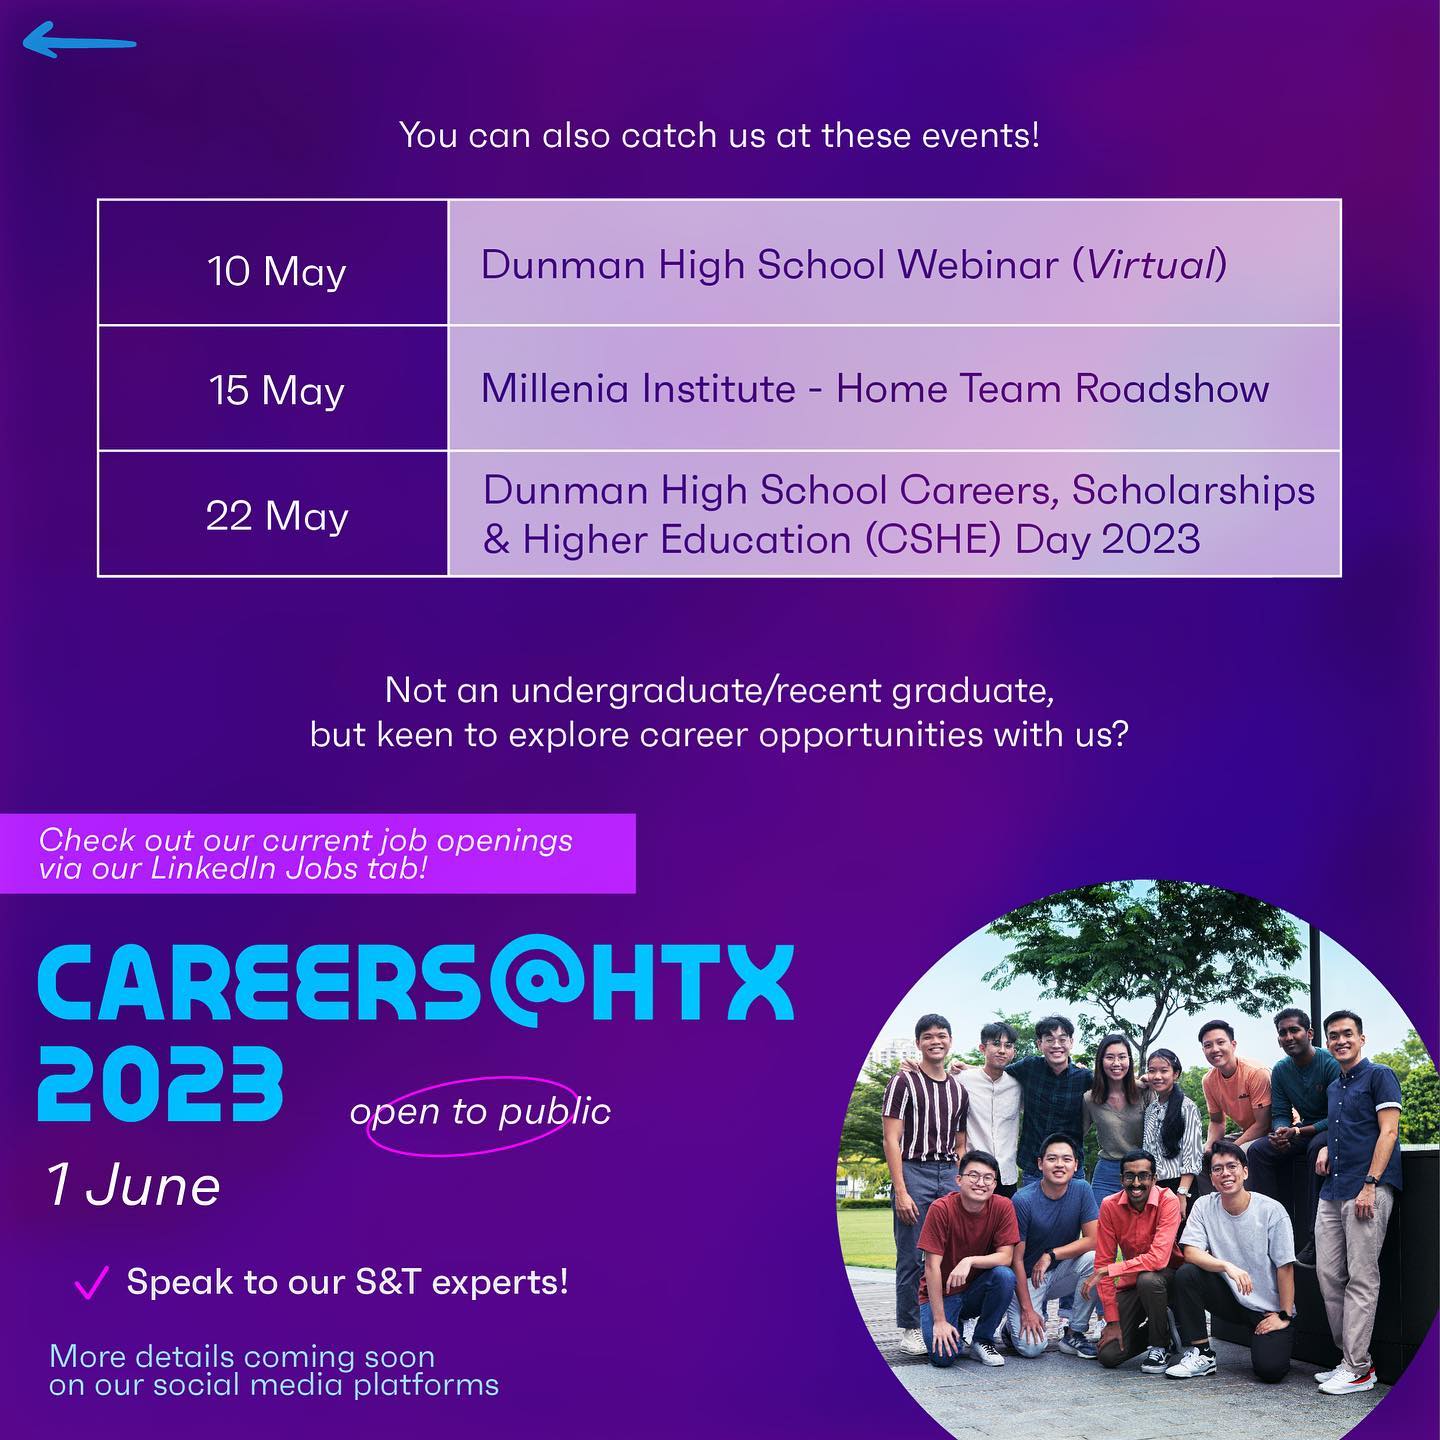 You can also catch us at these events!
10 May
Dunman High School Webinar (Virtual)
15 May
Millenia Institute - Home Team Roadshow
22 May
Dunman High School Careers, Scholarships
& Higher Education (CSHE) Day 2023
Not an undergraduate/recent graduate,
but keen to explore career opportunities with us?
Check out our current job openings
via our LinkedIn Jobs tab!
CAREERS@HTX
2023
open to public
1 June
Speak to our S&T experts!
More details coming soon
on our social media platforms